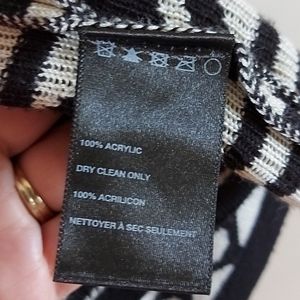 100% ACRYLIC
DRY CLEAN ONLY
100% ACRILICON
NETTOYER À SEC SEULEMENT